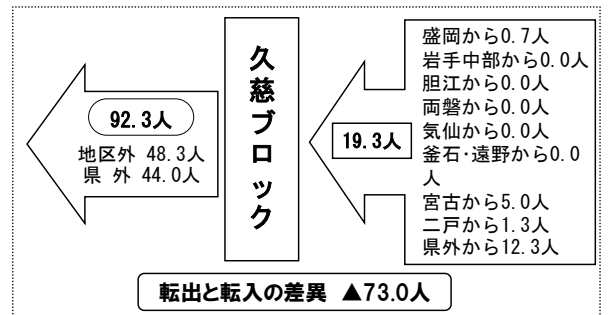 92.3人
地区外 48.3人
県 外 44.0人
久慈ブロック
19.3人
盛岡から0.7人
岩手中部から0.0人
胆江から0.0人
両磐から0.0人
気仙から0.0人
釜石・遠野から0.0
人
宮古から5.0人
二戸から1.3人
県外から12.3人
転出と転入の差異 ▲73.0人